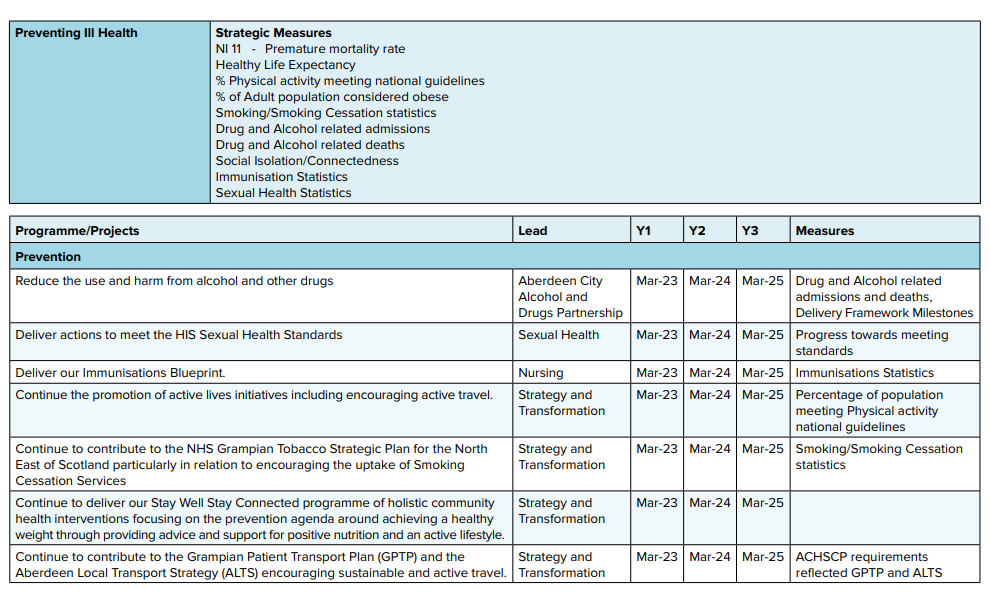 Preventing Ill Health
Strategic Measures
NI 11 - Premature mortality rate
Healthy Life Expectancy
% Physical activity meeting national guidelines
% of Adult population considered obese
Smoking/Smoking Cessation statistics
Drug and Alcohol related admissions
Drug and Alcohol related deaths
Social Isolation/Connectedness
Immunisation Statistics
Sexual Health Statistics
Programme/Projects Lead Y1 Y2 Y3 Measures
Prevention
Reduce the use and harm from alcohol and other drugs Aberdeen City Mar-23 Mar-24 Mar-25 Drug and Alcohol related
Alcohol and admissions and deaths,
Drugs Partnership Delivery Framework Milestones
Deliver actions to meet the HIS Sexual Health Standards Sexual Health Mar-23 Mar-24 Mar-25 Progress towards meeting
standards
Deliver our Immunisations Blueprint. Nursing Mar-23 Mar-24 Mar-25 Immunisations Statistics
Continue the promotion of active lives initiatives including encouraging active travel. Strategy and Mar-23 Mar-24 Mar-25 Percentage of population
Transformation meeting Physical activity
national guidelines
Continue to contribute to the NHS Grampian Tobacco Strategic Plan for the North Strategy and Mar-23 Mar-24 Mar-25 Smoking/Smoking Cessation
East of Scotland particularly in relation to encouraging the uptake of Smoking Transformation statistics
Cessation Services
Continue to deliver our Stay Well Stay Connected programme of holistic community Strategy and Mar-23 Mar-24 Mar-25
health interventions focusing on the prevention agenda around achieving a healthy Transformation
weight through providing advice and support for positive nutrition and an active lifestyle.
Continue to contribute to the Grampian Patient Transport Plan (GPTP) and the Strategy and Mar-23 Mar-24 Mar-25 ACHSCP requirements
Aberdeen Local Transport Strategy (ALTS) encouraging sustainable and active travel. Transformation reflected GPTP and ALTS